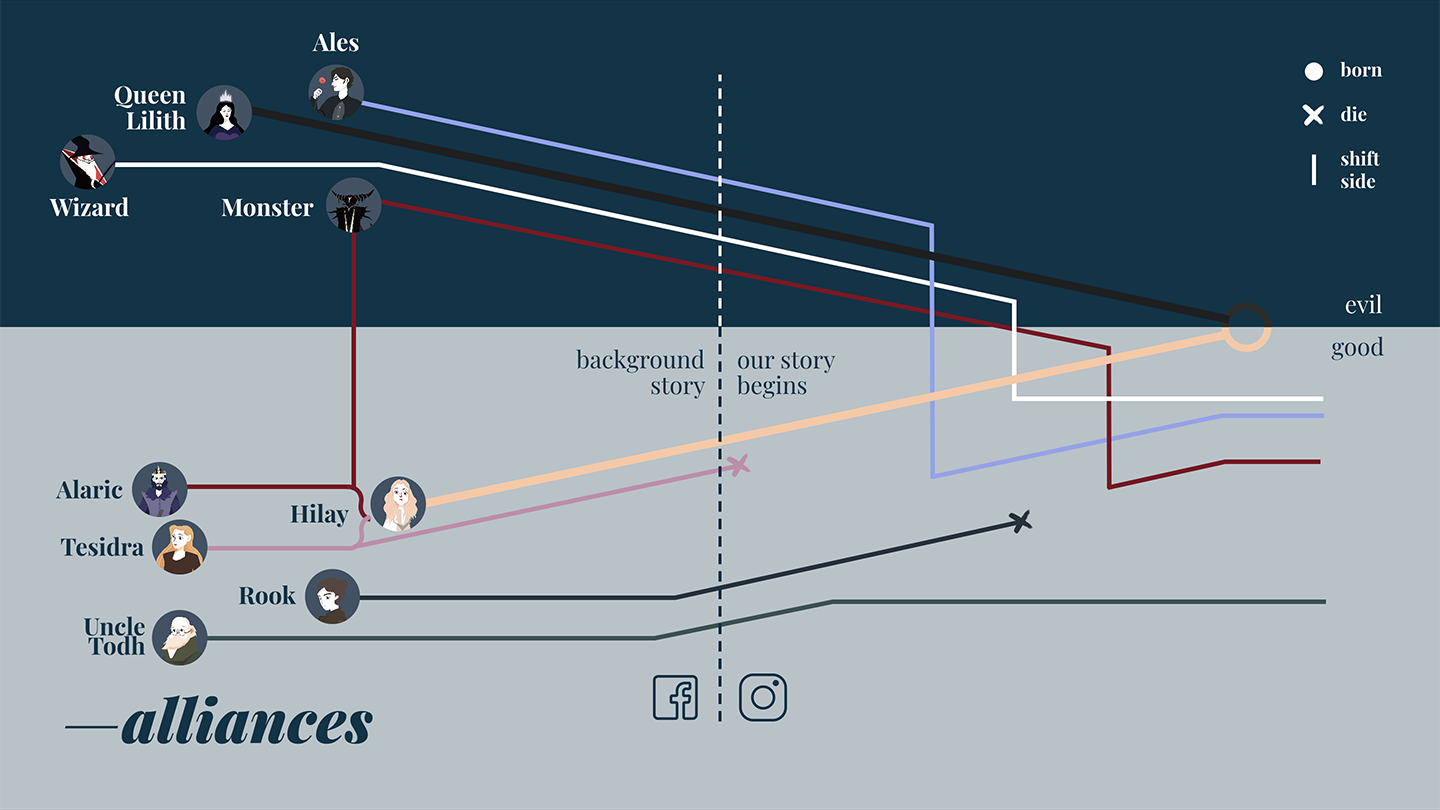 Ales
Queen
Lilith
Wizard
Monster
born
die
shift
side
evil
good
background
story
our story
begins
Alaric
Hilay
Tesidra
Rook
Uncle
Todh
—alliances